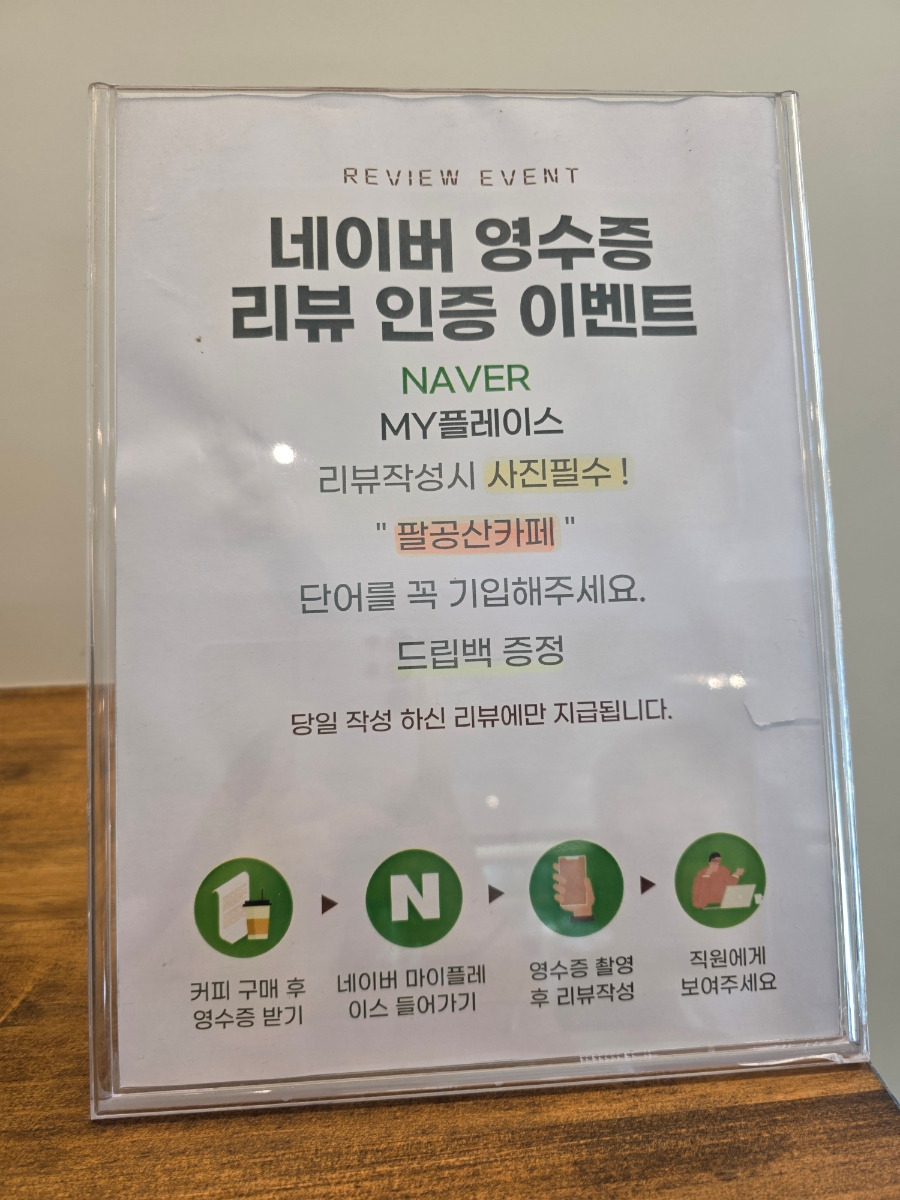 REVIEW EVENT
네이버 영수증
리뷰 인증 이벤트
NAVER
MY플레이스
리뷰작성시 사진필수 !
" 팔공산카페 "
단어를 꼭 기입해주세요.
드립백 증정
당일 작성 하신 리뷰에만 지급됩니다.
N
커피 구매 후
영수증 받기
네이버 마이플레
이스 들어가기
영수증 촬영
후 리뷰작성
직원에게
보여주세요